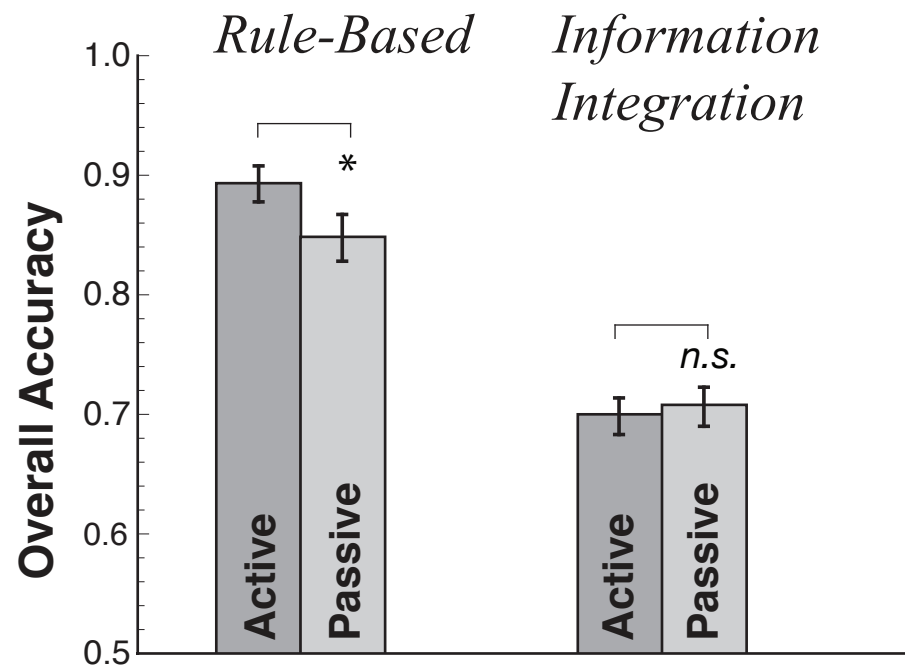 Rule-Based
Information
Integration
Overall Accuracy
1.0
0.9
0.8
0.7
0.6
0.5
*
n.s.
Active
Passive
Active
Passive